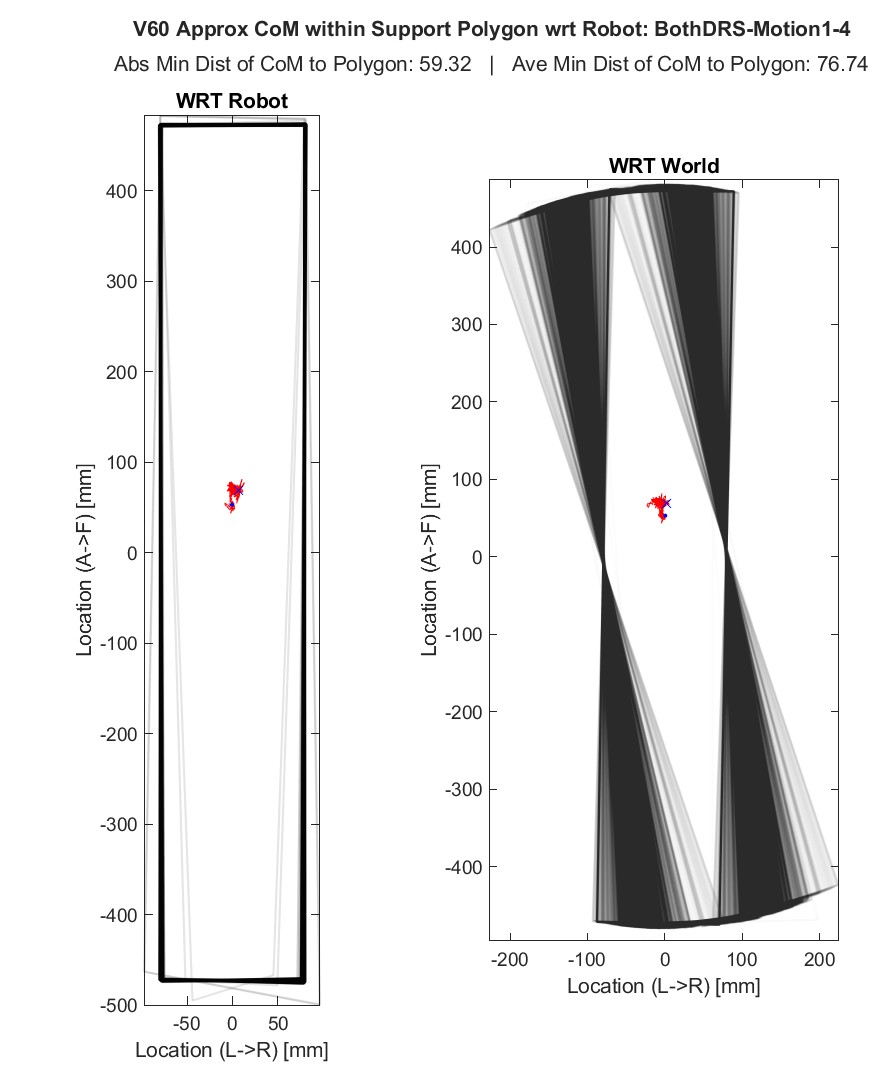 V60 Approx CoM within Support Polygon wrt Robot: BothDRS-Motion1-4
Abs Min Dist of CoM to Polygon: 59.32 | Ave Min Dist of CoM to Polygon: 76.74
WRT Robot
400
300
200
100
0
-100
-200
-300
-400
-500
-50 0 50
Location (A->F) [mm]
Location (L->R) [mm]
WRT World
400
300
200
100
0
-100
-200
-300
-400
-200 -100 0 100 200
Location (A->F) [mm]
Location (L->R) [mm]